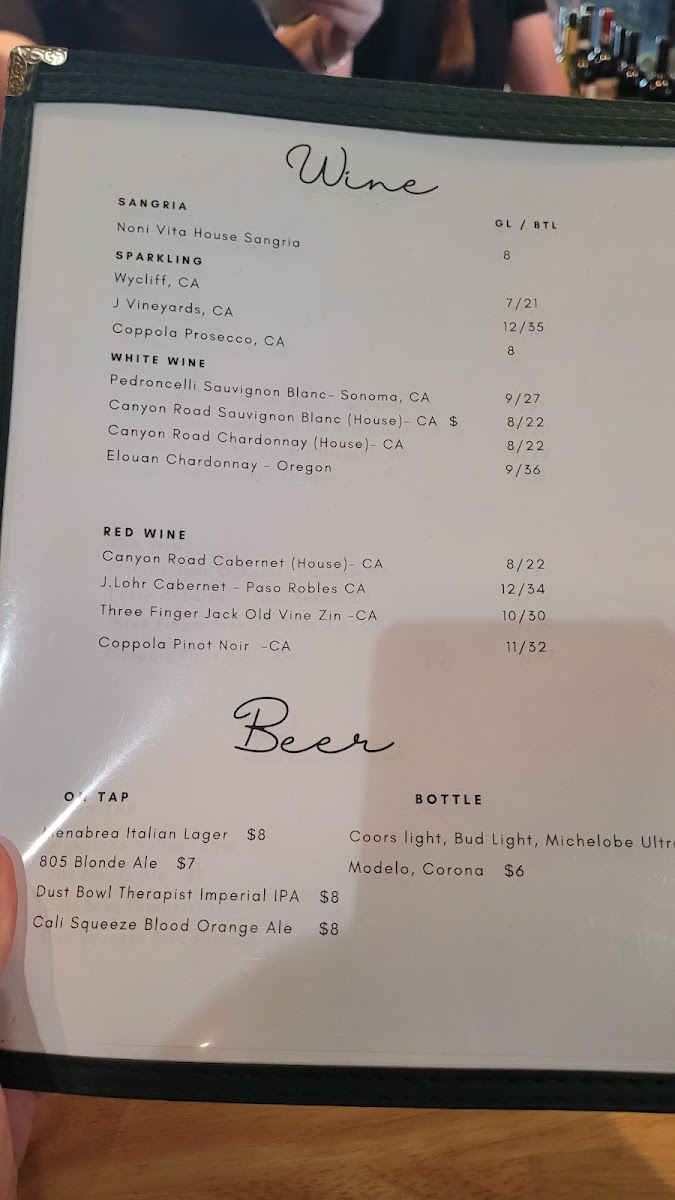 Wine
GL / BTL
SANGRIA
Noni Vita House Sangria 8
SPARKLING
Wycliff, CA 7/21
J Vineyards, CA 12/35
Coppola Prosecco, CA 8
WHITE WINE
Pedroncelli Sauvignon Blanc- Sonoma, CA 9/27
Canyon Road Sauvignon Blanc (House)- CA $ 8/22
Canyon Road Chardonnay (House)- CA 8/22
Elouan Chardonnay - Oregon 9/36
RED WINE
Canyon Road Cabernet (House)- CA 8/22
J.Lohr Cabernet - Paso Robles CA 12/34
Three Finger Jack Old Vine Zin -CA 10/30
Coppola Pinot Noir -CA 11/32
Beer
ON TAP
Menabrea Italian Lager $8
805 Blonde Ale $7
Dust Bowl Therapist Imperial IPA $8
Cali Squeeze Blood Orange Ale $8
BOTTLE
Coors light, Bud Light, Michelobe Ultra
Modelo, Corona $6